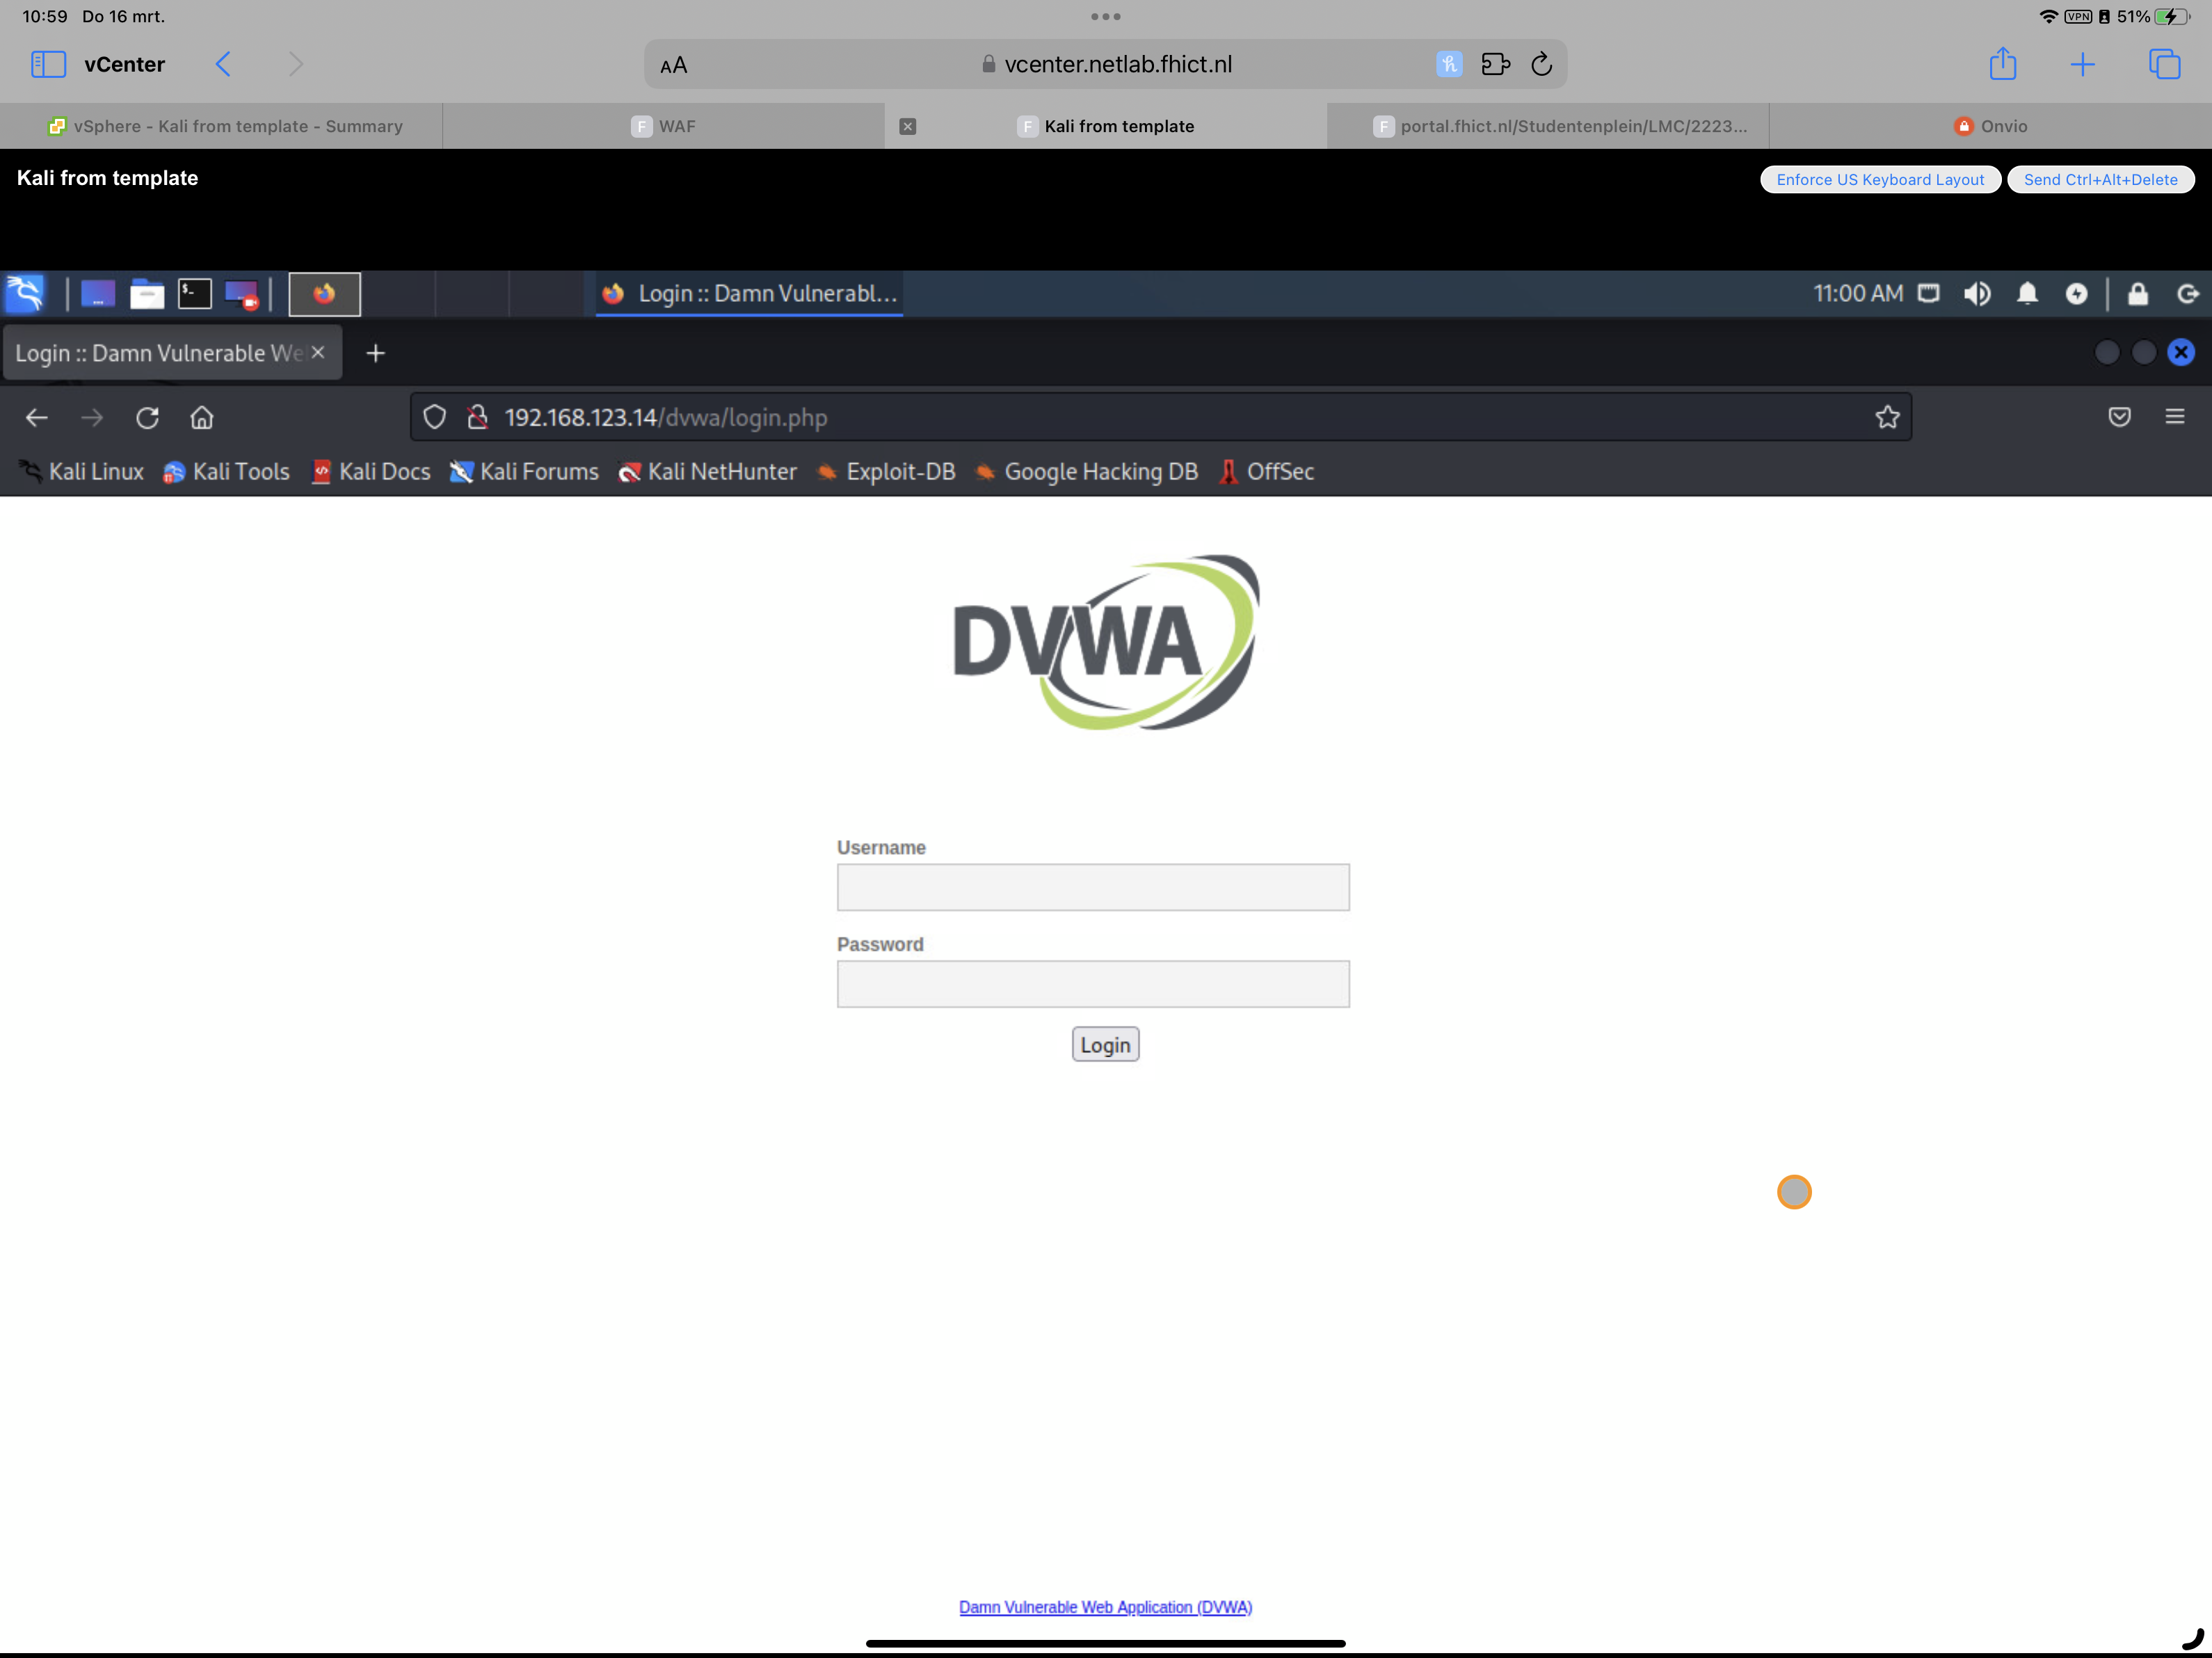 10:59 Do 16 mrt.
VPN 51%
vCenter
AA vcenter.netlab.fhict.nl
vSphere - Kali from template - Summary
F WAF
F Kali from template
F portal.fhict.nl/Studentenplein/LMC/2223...
Onvio
Kali from template
Enforce US Keyboard Layout
Send Ctrl+Alt+Delete
Login :: Damn Vulnerabl...
11:00 AM
Login :: Damn Vulnerable We
192.168.123.14/dvwa/login.php
Kali Linux Kali Tools Kali Docs Kali Forums Kali NetHunter Exploit-DB Google Hacking DB OffSec
DVWA
Username
Password
Login
Damn Vulnerable Web Application (DVWA)